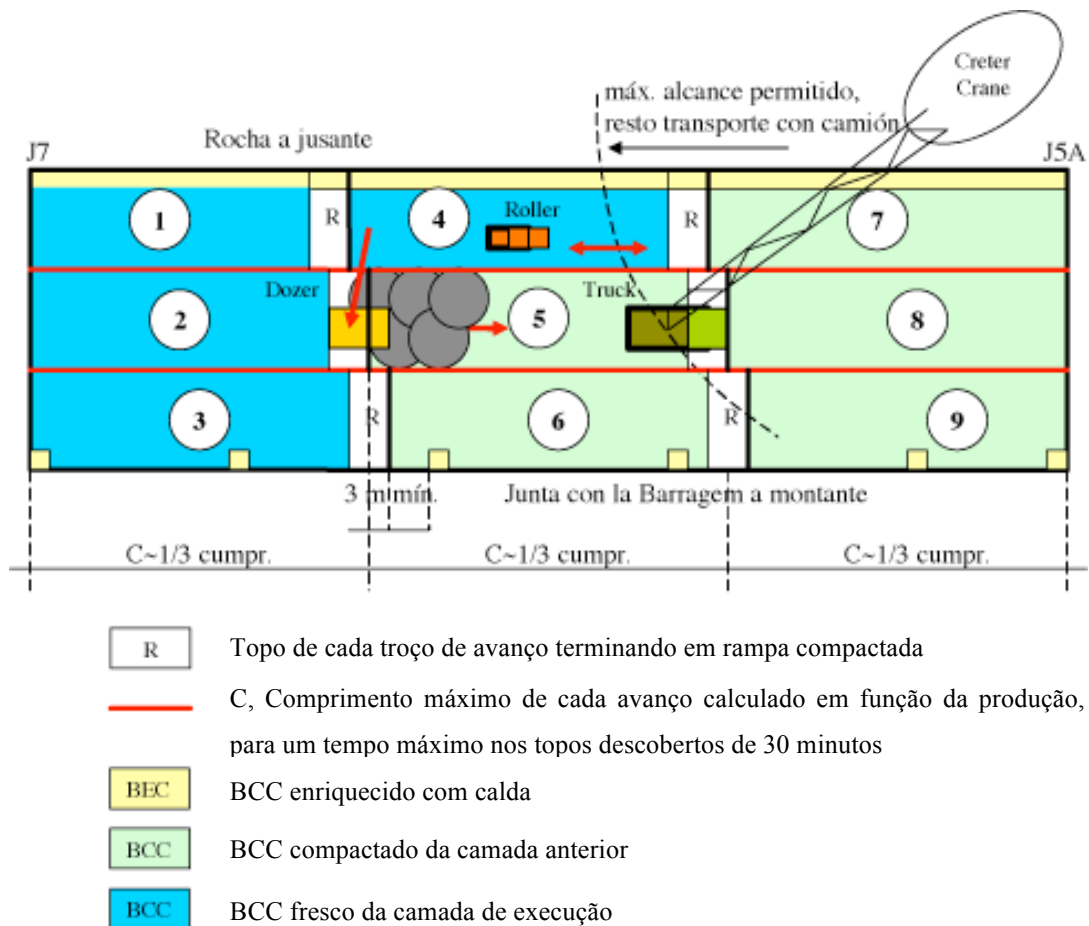 Creter
Crane
máx. alcance permitido,
resto transporte con camión
Rocha a jusante
J7
J5A
1
R
4
Roller
R
7
Dozer
Truck
2
5
8
3
R
6
R
9
3 m mín.
Junta con la Barragem a montante
C~1/3 cumpr.
C~1/3 cumpr.
C~1/3 cumpr.
R
Topo de cada troço de avanço terminando em rampa compactada
C, Comprimento máximo de cada avanço calculado em função da produção,
para um tempo máximo nos topos descobertos de 30 minutos
BEC
BCC enriquecido com calda
BCC
BCC compactado da camada anterior
BCC
BCC fresco da camada de execução